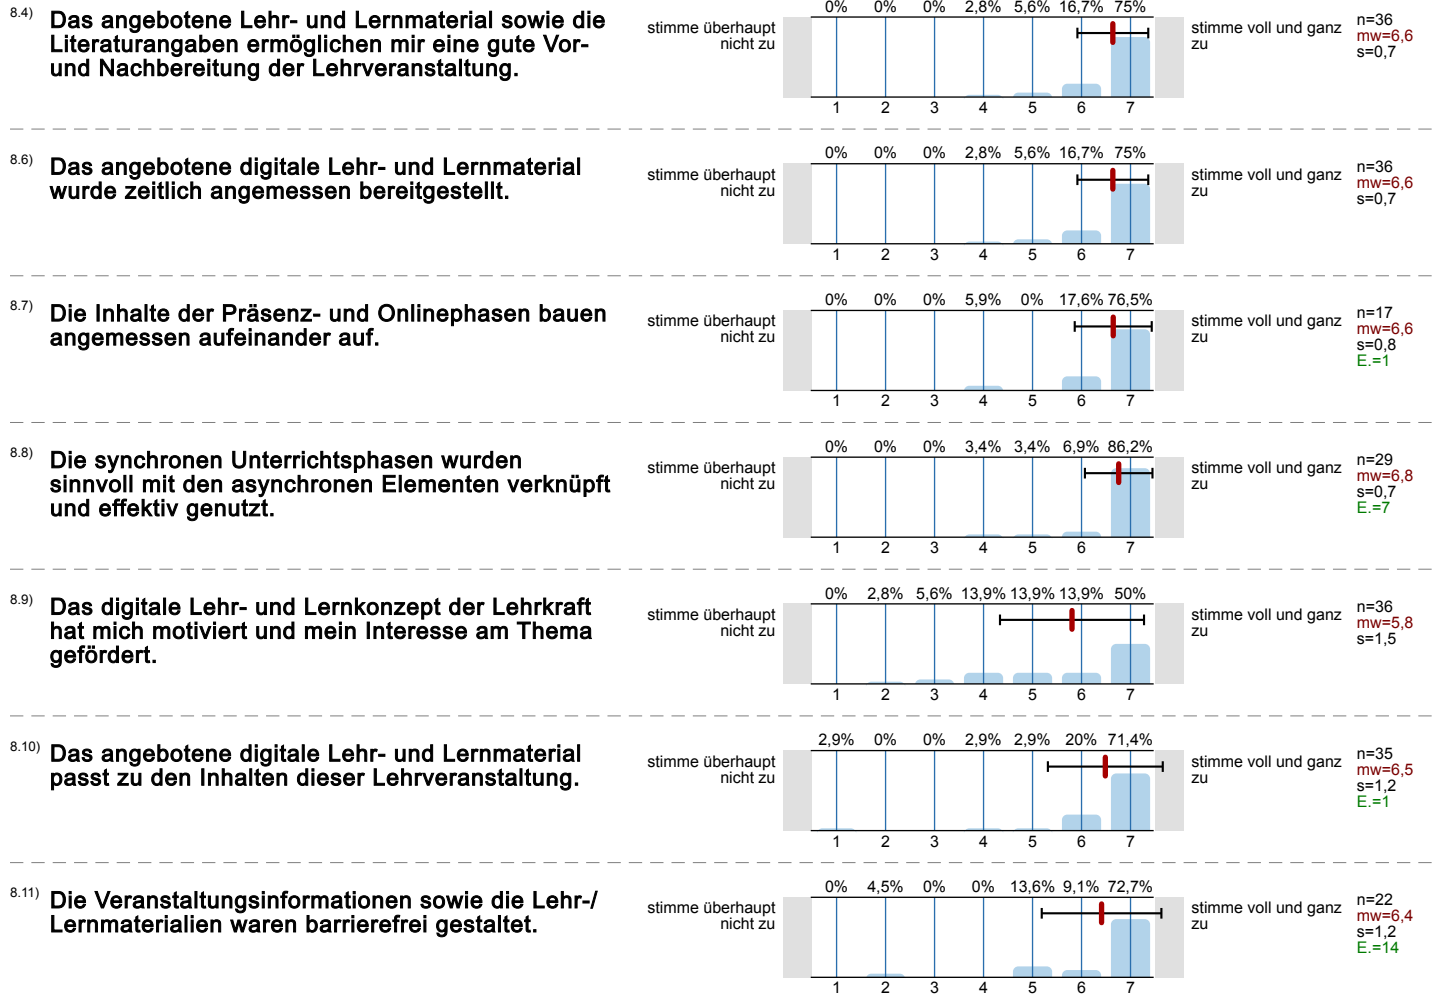 8.4) Das angebotene Lehr- und Lernmaterial sowie die
Literaturangaben ermöglichen mir eine gute Vor-
und Nachbereitung der Lehrveranstaltung.
stimme überhaupt
nicht zu
0% 0% 0% 2,8% 5,6% 16,7% 75%
1 2 3 4 5 6 7
stimme voll und ganz
zu
n=36
mw=6,6
s=0,7
8.6) Das angebotene digitale Lehr- und Lernmaterial
wurde zeitlich angemessen bereitgestellt.
stimme überhaupt
nicht zu
0% 0% 0% 2,8% 5,6% 16,7% 75%
1 2 3 4 5 6 7
stimme voll und ganz
zu
n=36
mw=6,6
s=0,7
8.7) Die Inhalte der Präsenz- und Onlinephasen bauen
angemessen aufeinander auf.
stimme überhaupt
nicht zu
0% 0% 0% 5,9% 0% 17,6% 76,5%
1 2 3 4 5 6 7
stimme voll und ganz
zu
n=17
mw=6,6
s=0,8
E.=1
8.8) Die synchronen Unterrichtsphasen wurden
sinnvoll mit den asynchronen Elementen verknüpft
und effektiv genutzt.
stimme überhaupt
nicht zu
0% 0% 0% 3,4% 3,4% 6,9% 86,2%
1 2 3 4 5 6 7
stimme voll und ganz
zu
n=29
mw=6,8
s=0,7
E.=7
8.9) Das digitale Lehr- und Lernkonzept der Lehrkraft
hat mich motiviert und mein Interesse am Thema
gefördert.
stimme überhaupt
nicht zu
0% 2,8% 5,6% 13,9% 13,9% 13,9% 50%
1 2 3 4 5 6 7
stimme voll und ganz
zu
n=36
mw=5,8
s=1,5
8.10) Das angebotene digitale Lehr- und Lernmaterial
passt zu den Inhalten dieser Lehrveranstaltung.
stimme überhaupt
nicht zu
2,9% 0% 0% 2,9% 2,9% 20% 71,4%
1 2 3 4 5 6 7
stimme voll und ganz
zu
n=35
mw=6,5
s=1,2
E.=1
8.11) Die Veranstaltungsinformationen sowie die Lehr-/
Lernmaterialien waren barrierefrei gestaltet.
stimme überhaupt
nicht zu
0% 4,5% 0% 0% 13,6% 9,1% 72,7%
1 2 3 4 5 6 7
stimme voll und ganz
zu
n=22
mw=6,4
s=1,2
E.=14